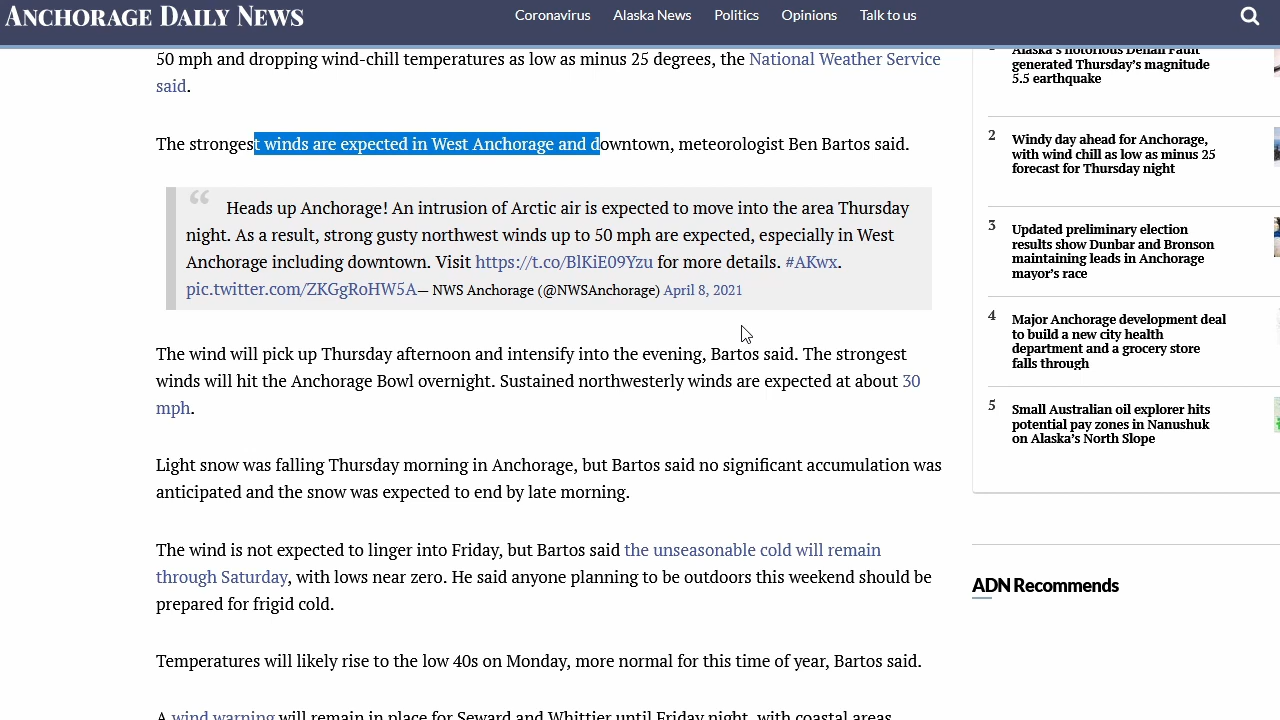 ANCHORAGE DAILY NEWS
Coronavirus Alaska News Politics Opinions Talk to us
50 mph and dropping wind-chill temperatures as low as minus 25 degrees, the National Weather Service
said.
The strongest winds are expected in West Anchorage and downtown, meteorologist Ben Bartos said.
“ Heads up Anchorage! An intrusion of Arctic air is expected to move into the area Thursday
night. As a result, strong gusty northwest winds up to 50 mph are expected, especially in West
Anchorage including downtown. Visit https://t.co/BlKiE09Yzu for more details. #AKwx.
pic.twitter.com/ZKGgRoHW5A— NWS Anchorage (@NWSAnchorage) April 8, 2021
The wind will pick up Thursday afternoon and intensify into the evening, Bartos said. The strongest
winds will hit the Anchorage Bowl overnight. Sustained northwesterly winds are expected at about 30
mph.
Light snow was falling Thursday morning in Anchorage, but Bartos said no significant accumulation was
anticipated and the snow was expected to end by late morning.
The wind is not expected to linger into Friday, but Bartos said the unseasonable cold will remain
through Saturday, with lows near zero. He said anyone planning to be outdoors this weekend should be
prepared for frigid cold.
Temperatures will likely rise to the low 40s on Monday, more normal for this time of year, Bartos said.
A wind warning will remain in place for Seward and Whittier until Friday night, with coastal areas
Alaska's notorious Denali Fault
generated Thursday's magnitude
5.5 earthquake
2 Windy day ahead for Anchorage,
with wind chill as low as minus 25
forecast for Thursday night
3 Updated preliminary election
results show Dunbar and Bronson
maintaining leads in Anchorage
mayor's race
4 Major Anchorage development deal
to build a new city health
department and a grocery store
falls through
5 Small Australian oil explorer hits
potential pay zones in Nanushuk
on Alaska's North Slope
ADN Recommends